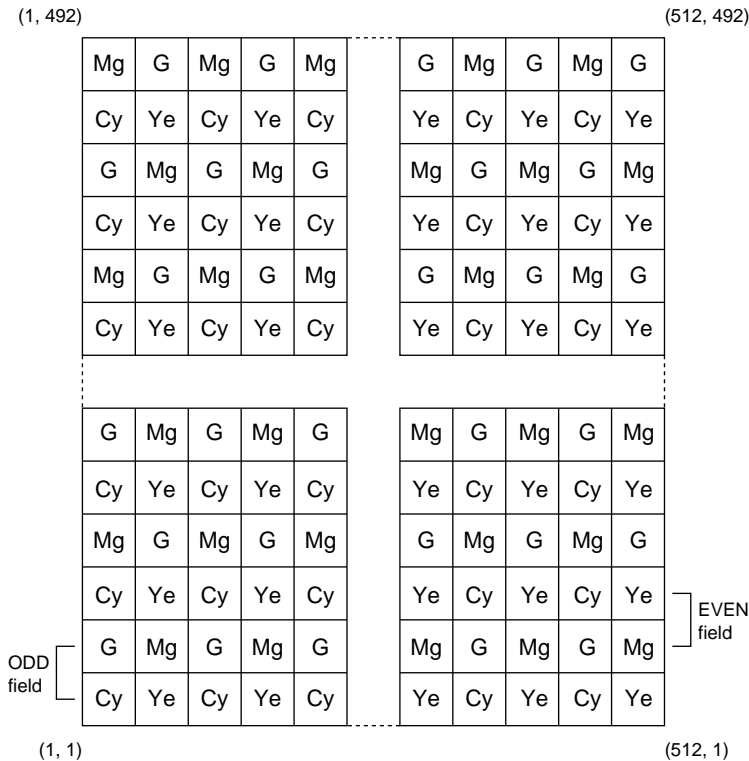 (1, 492) (512, 492)
Mg G Mg G Mg G Mg G Mg G
Cy Ye Cy Ye Cy Ye Cy Ye Cy Ye
G Mg G Mg G Mg G Mg G Mg
Cy Ye Cy Ye Cy Ye Cy Ye Cy Ye
Mg G Mg G Mg G Mg G Mg G
Cy Ye Cy Ye Cy Ye Cy Ye Cy Ye
G Mg G Mg G Mg G Mg G Mg
Cy Ye Cy Ye Cy Ye Cy Ye Cy Ye
Mg G Mg G Mg G Mg G Mg G
Cy Ye Cy Ye Cy Ye Cy Ye Cy Ye
G Mg G Mg G Mg G Mg G Mg
Cy Ye Cy Ye Cy Ye Cy Ye Cy Ye
EVEN
field
ODD
field
(1, 1) (512, 1)